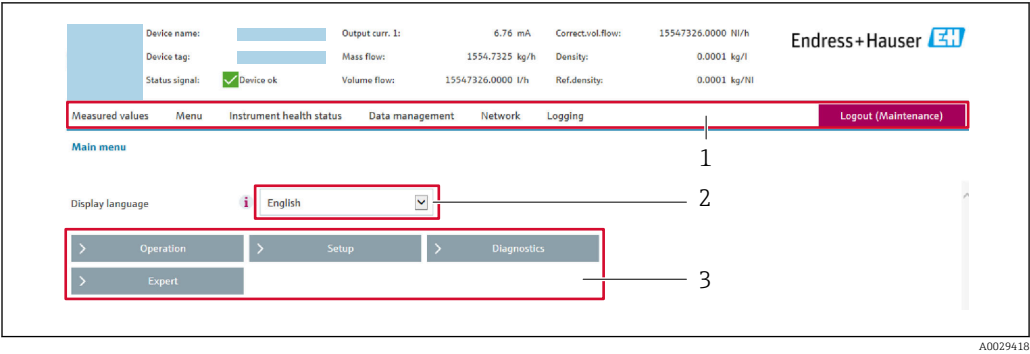 Device name: Output curr. 1: 6.76 mA Correct.vol.flow: 15547326.0000 Nl/h
Endress+Hauser EH
Device tag: Mass flow: 1554.7325 kg/h Density: 0.0001 kg/l
Status signal: Device ok Volume flow: 15547326.0000 l/h Ref.density: 0.0001 kg/Nl
Measured values Menu Instrument health status Data management Network Logging Logout (Maintenance)
1
Main menu
Display language i English 2
> Operation > Setup > Diagnostics
> Expert 3
A0029418